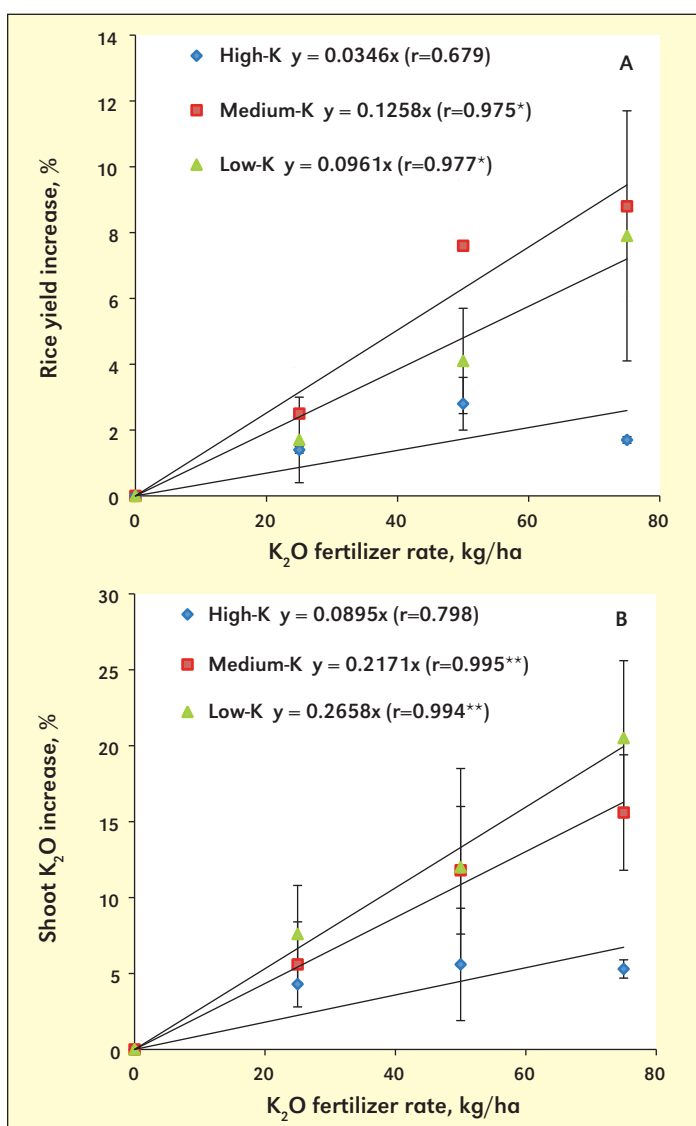 14
12
10
8
6
4
2
0
Rice yield increase, %
High-K y = 0.0346x (r=0.679)
A
Medium-K y = 0.1258x (r=0.975*)
Low-K y = 0.0961x (r=0.977*)
0 20 40 60 80
K₂O fertilizer rate, kg/ha
30
25
20
15
10
5
0
Shoot K₂O increase, %
High-K y = 0.0895x (r=0.798)
B
Medium-K y = 0.2171x (r=0.995**)
Low-K y = 0.2658x (r=0.994**)
0 20 40 60 80
K₂O fertilizer rate, kg/ha